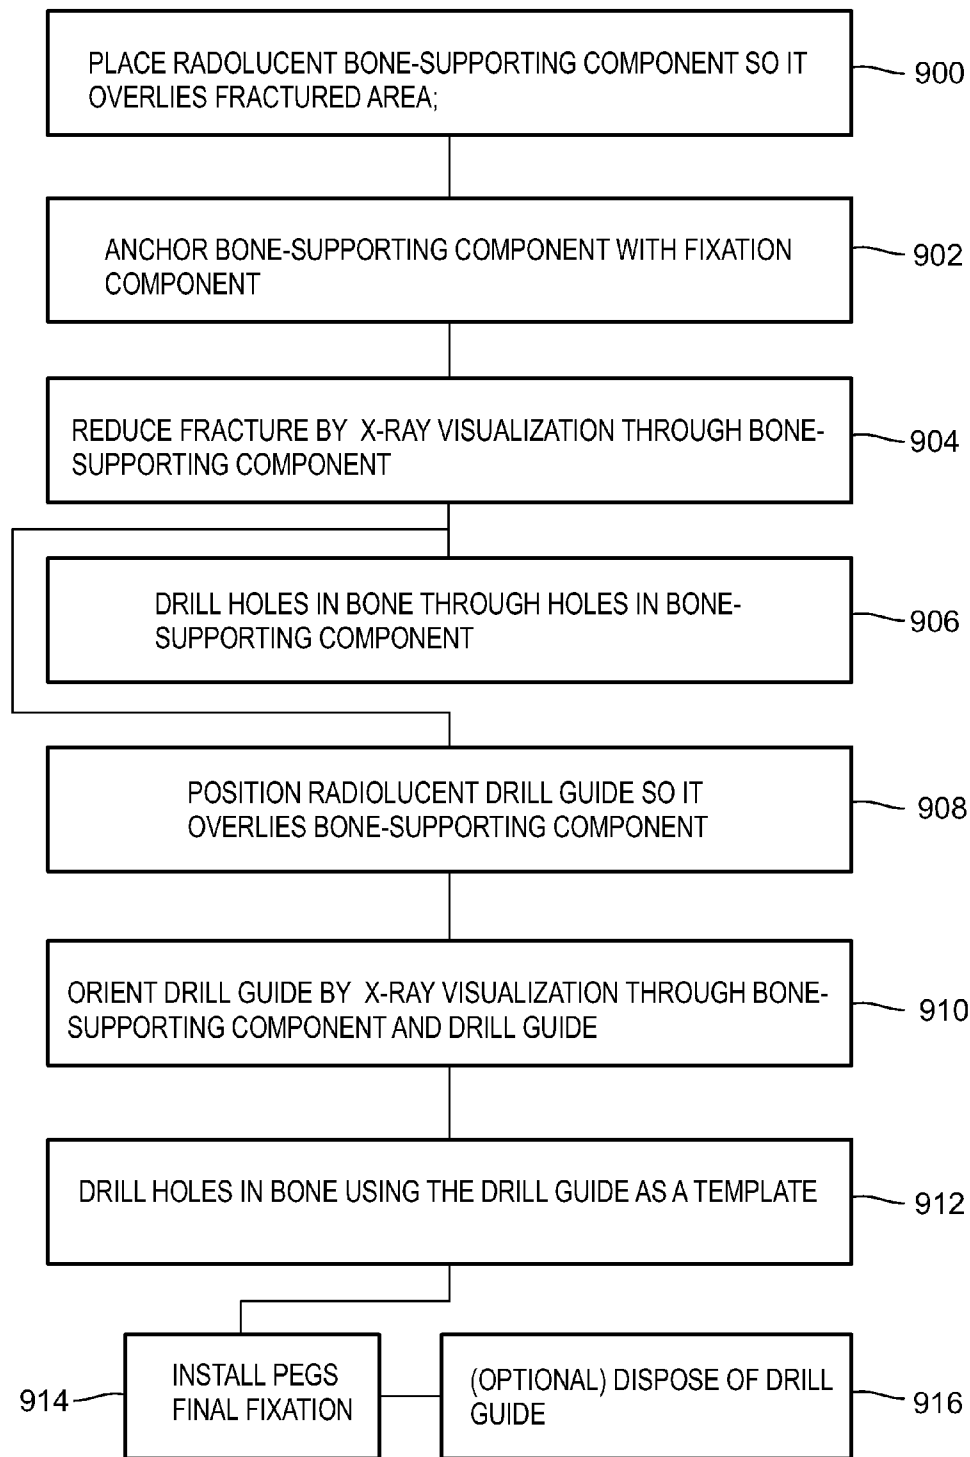 PLACE RADOLUCENT BONE-SUPPORTING COMPONENT SO IT
OVERLIES FRACTURED AREA;
900
ANCHOR BONE-SUPPORTING COMPONENT WITH FIXATION
COMPONENT
902
REDUCE FRACTURE BY X-RAY VISUALIZATION THROUGH BONE-
SUPPORTING COMPONENT
904
DRILL HOLES IN BONE THROUGH HOLES IN BONE-
SUPPORTING COMPONENT
906
POSITION RADIOLUCENT DRILL GUIDE SO IT
OVERLIES BONE-SUPPORTING COMPONENT
908
ORIENT DRILL GUIDE BY X-RAY VISUALIZATION THROUGH BONE-
SUPPORTING COMPONENT AND DRILL GUIDE
910
DRILL HOLES IN BONE USING THE DRILL GUIDE AS A TEMPLATE
912
914
INSTALL PEGS
FINAL FIXATION
(OPTIONAL) DISPOSE OF DRILL
GUIDE
916